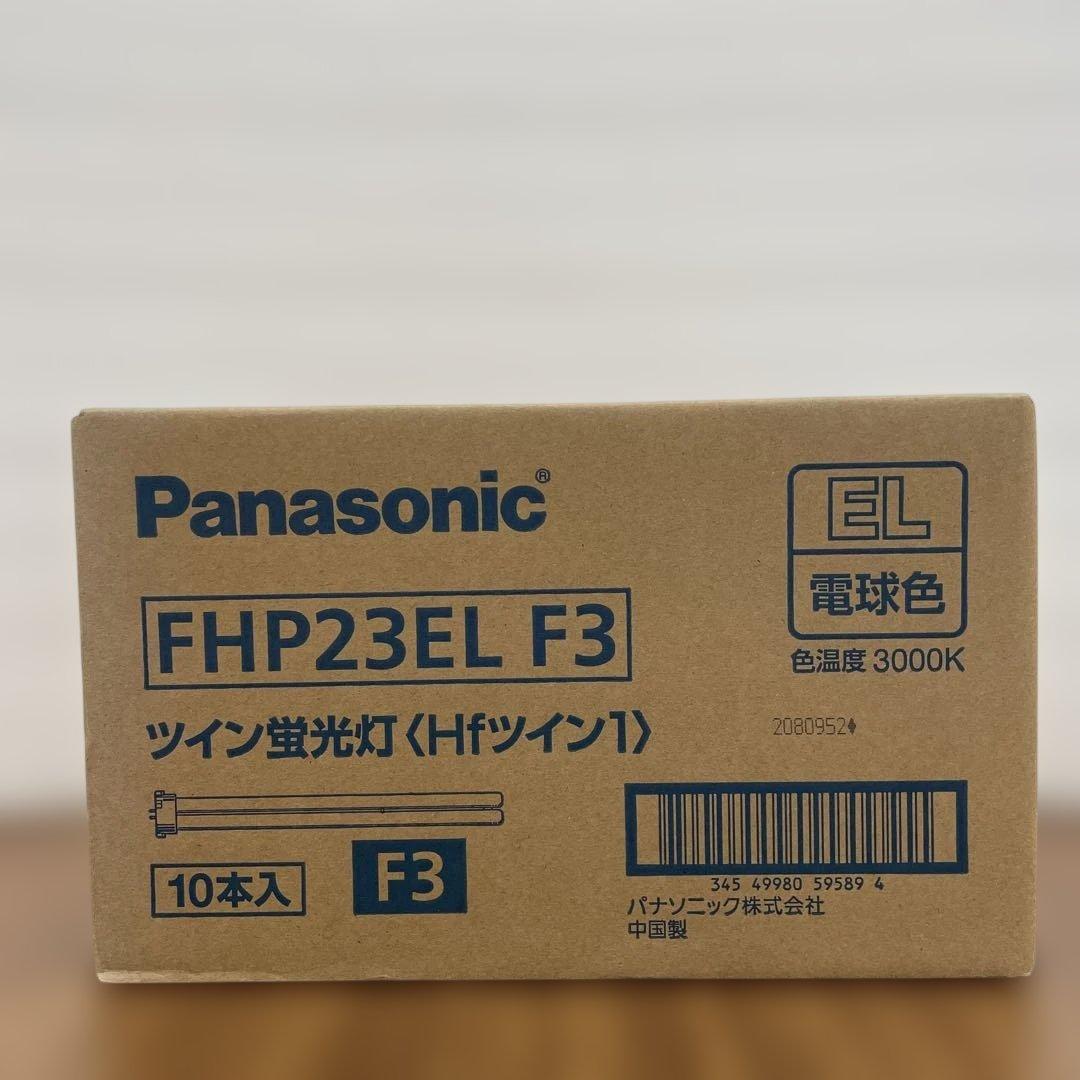 Panasonic®
EL
電球色
色温度 3000K
FHP23EL F3
ツイン蛍光灯〈Hfツイン1〉
2080952♦
10本入
F3
345 49980 59589 4
パナソニック株式会社
中国製